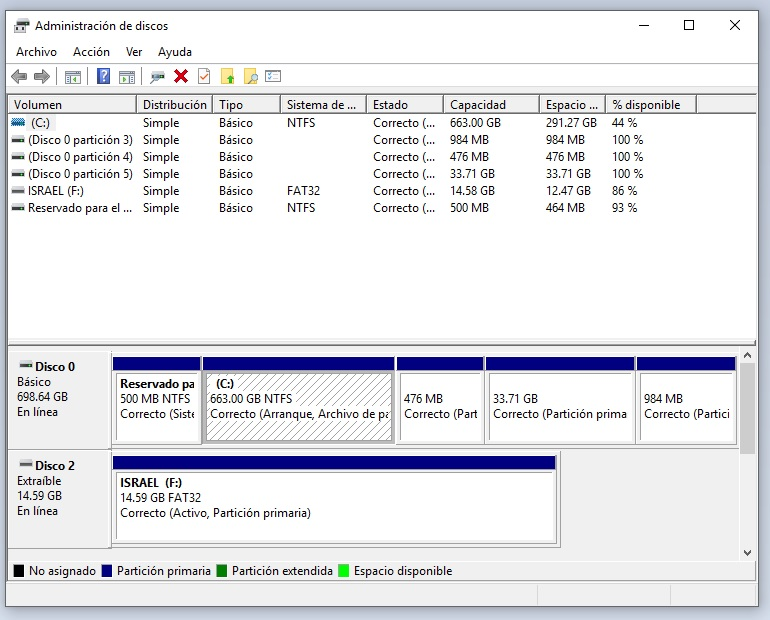 Administración de discos
Archivo Acción Ver Ayuda
Volumen Distribución Tipo Sistema de ... Estado Capacidad Espacio ... % disponible
(C:) Simple Básico NTFS Correcto (... 663.00 GB 291.27 GB 44 %
(Disco 0 partición 3) Simple Básico Correcto (... 984 MB 984 MB 100 %
(Disco 0 partición 4) Simple Básico Correcto (... 476 MB 476 MB 100 %
(Disco 0 partición 5) Simple Básico Correcto (... 33.71 GB 33.71 GB 100 %
ISRAEL (F:) Simple Básico FAT32 Correcto (... 14.58 GB 12.47 GB 86 %
Reservado para el ... Simple Básico NTFS Correcto (... 500 MB 464 MB 93 %
Disco 0
Básico
698.64 GB
En línea
Reservado pa
500 MB NTFS
Correcto (Siste
(C:)
663.00 GB NTFS
Correcto (Arranque, Archivo de pa
476 MB
Correcto (Part
33.71 GB
Correcto (Partición prima
984 MB
Correcto (Partici
Disco 2
Extraíble
14.59 GB
En línea
ISRAEL (F:)
14.59 GB FAT32
Correcto (Activo, Partición primaria)
No asignado Partición primaria Partición extendida Espacio disponible